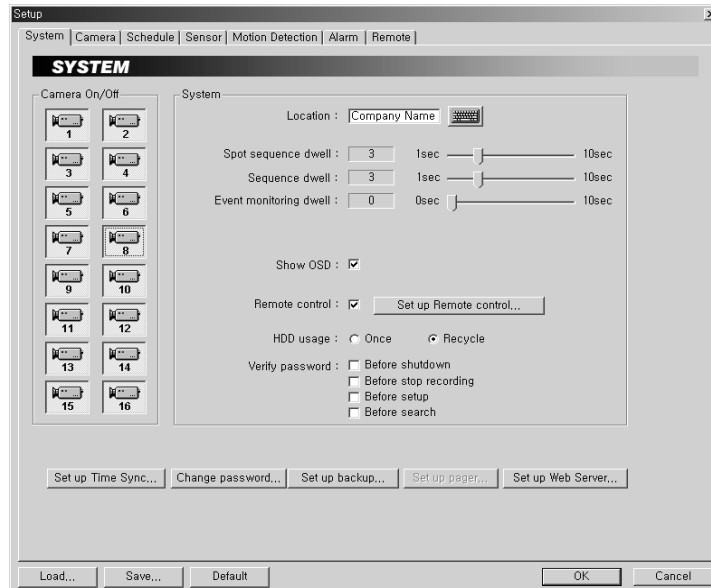 Setup
System Camera Schedule Sensor Motion Detection Alarm Remote
SYSTEM
Camera On/Off
1 2
3 4
5 6
7 8
9 10
11 12
13 14
15 16
System
Location : Company Name
Spot sequence dwell : 3 1sec 10sec
Sequence dwell : 3 1sec 10sec
Event monitoring dwell : 0 0sec 10sec
Show OSD :
Remote control : Set up Remote control...
HDD usage : Once Recycle
Verify password : Before shutdown
Before stop recording
Before setup
Before search
Set up Time Sync... Change password... Set up backup... Set up pager... Set up Web Server...
Load... Save... Default OK Cancel